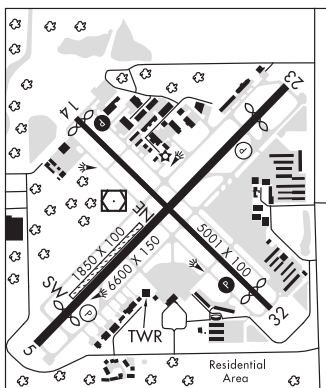 23
14
P
P
NE
1850 X 100
6600 X 150
5001 X 100
SW
P
P
5
32
TWR
Residential
Area